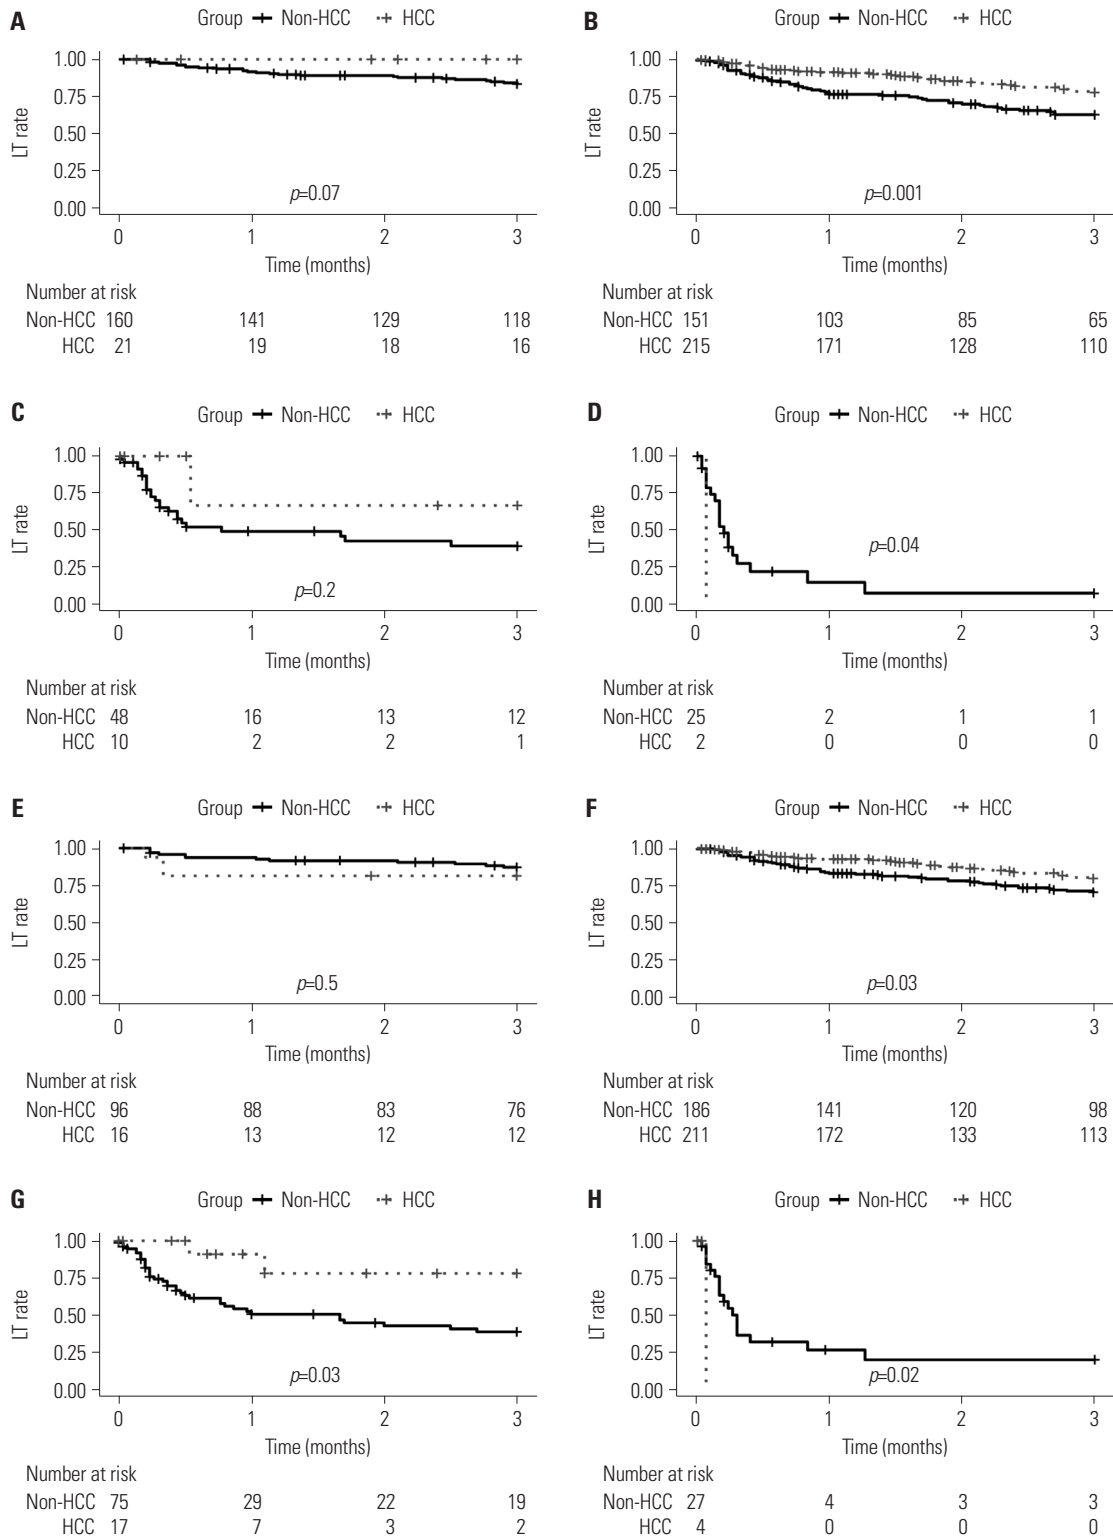 A
Group Non-HCC HCC
1.00
0.75
0.50
0.25
0.00
LT rate
p=0.07
0 1 2 3
Time (months)
Number at risk
Non-HCC 160 141 129 118
HCC 21 19 18 16
B
Group Non-HCC HCC
1.00
0.75
0.50
0.25
0.00
LT rate
p=0.001
0 1 2 3
Time (months)
Number at risk
Non-HCC 151 103 85 65
HCC 215 171 128 110
C
Group Non-HCC HCC
1.00
0.75
0.50
0.25
0.00
LT rate
p=0.2
0 1 2 3
Time (months)
Number at risk
Non-HCC 48 16 13 12
HCC 10 2 2 1
D
Group Non-HCC HCC
1.00
0.75
0.50
0.25
0.00
LT rate
p=0.04
0 1 2 3
Time (months)
Number at risk
Non-HCC 25 2 1 1
HCC 2 0 0 0
E
Group Non-HCC HCC
1.00
0.75
0.50
0.25
0.00
LT rate
p=0.5
0 1 2 3
Time (months)
Number at risk
Non-HCC 96 88 83 76
HCC 16 13 12 12
F
Group Non-HCC HCC
1.00
0.75
0.50
0.25
0.00
LT rate
p=0.03
0 1 2 3
Time (months)
Number at risk
Non-HCC 186 141 120 98
HCC 211 172 133 113
G
Group Non-HCC HCC
1.00
0.75
0.50
0.25
0.00
LT rate
p=0.03
0 1 2 3
Time (months)
Number at risk
Non-HCC 75 29 22 19
HCC 17 7 3 2
H
Group Non-HCC HCC
1.00
0.75
0.50
0.25
0.00
LT rate
p=0.02
0 1 2 3
Time (months)
Number at risk
Non-HCC 27 4 3 3
HCC 4 0 0 0